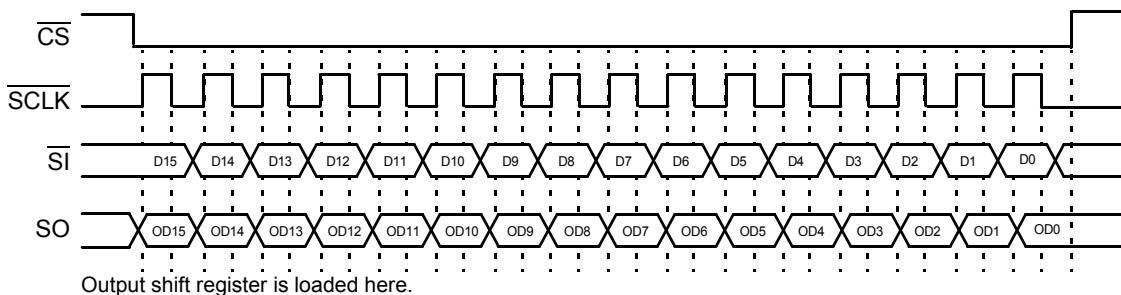 CS
SCLK
SI D15 D14 D13 D12 D11 D10 D9 D8 D7 D6 D5 D4 D3 D2 D1 D0
SO OD15 OD14 OD13 OD12 OD11 OD10 OD9 OD8 OD7 OD6 OD5 OD4 OD3 OD2 OD1 OD0
Output shift register is loaded here.